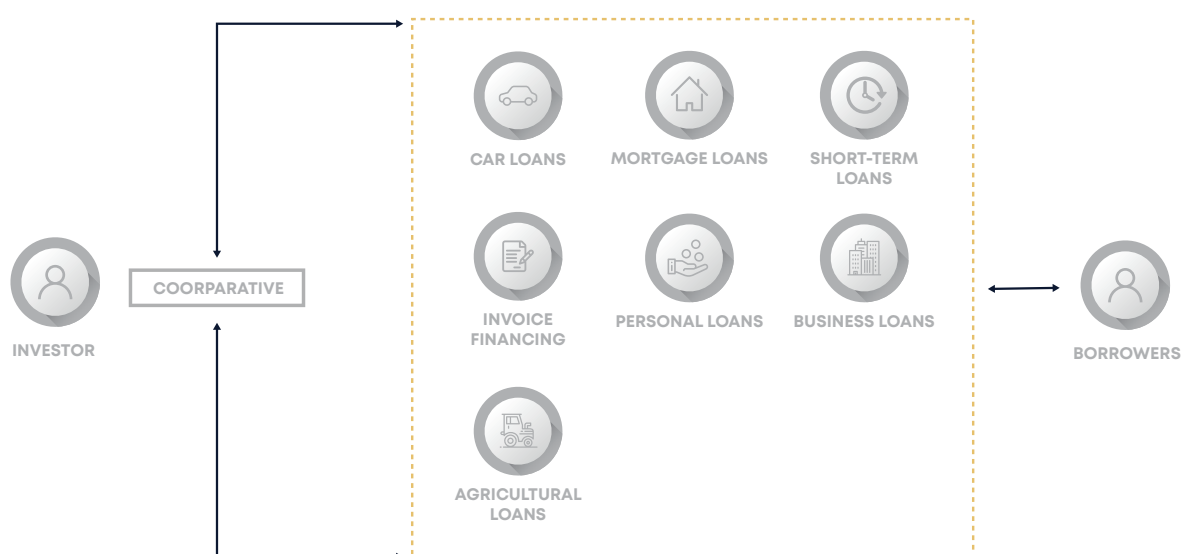 CAR LOANS
MORTGAGE LOANS
SHORT-TERM
LOANS
INVESTOR
COORPARATIVE
INVOICE
FINANCING
PERSONAL LOANS
BUSINESS LOANS
BORROWERS
AGRICULTURAL
LOANS